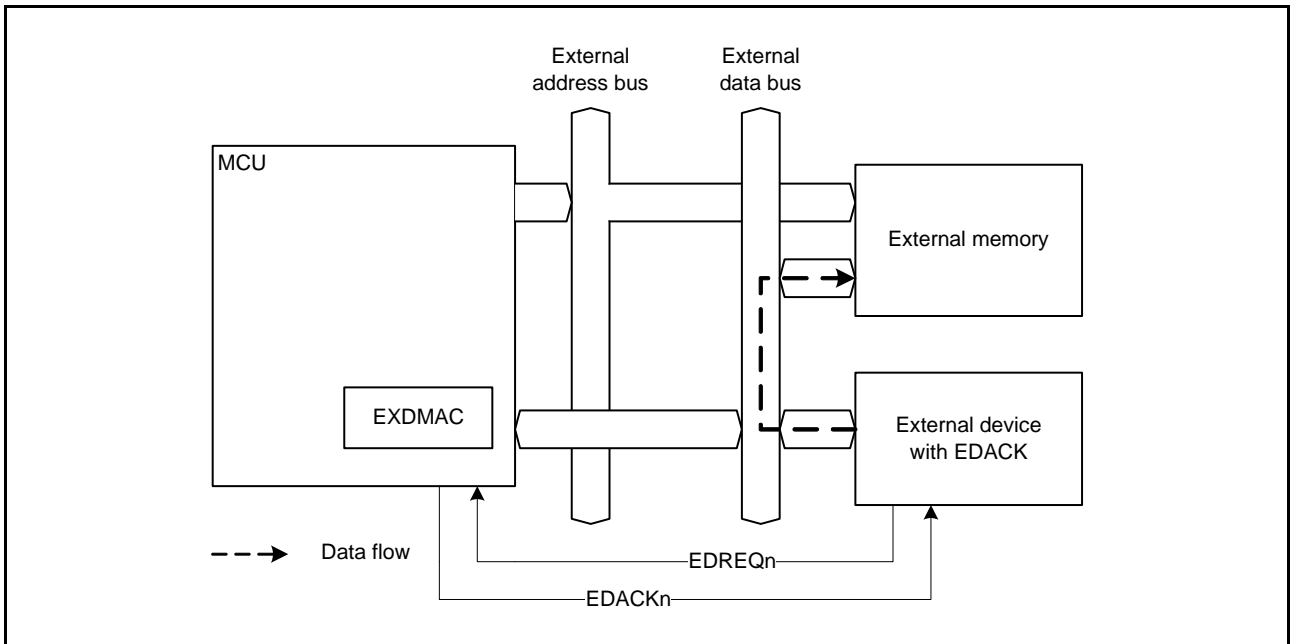 External
address bus
External
data bus
MCU
External memory
EXDMAC
External device
with EDACK
Data flow
EDREQn
EDACKn